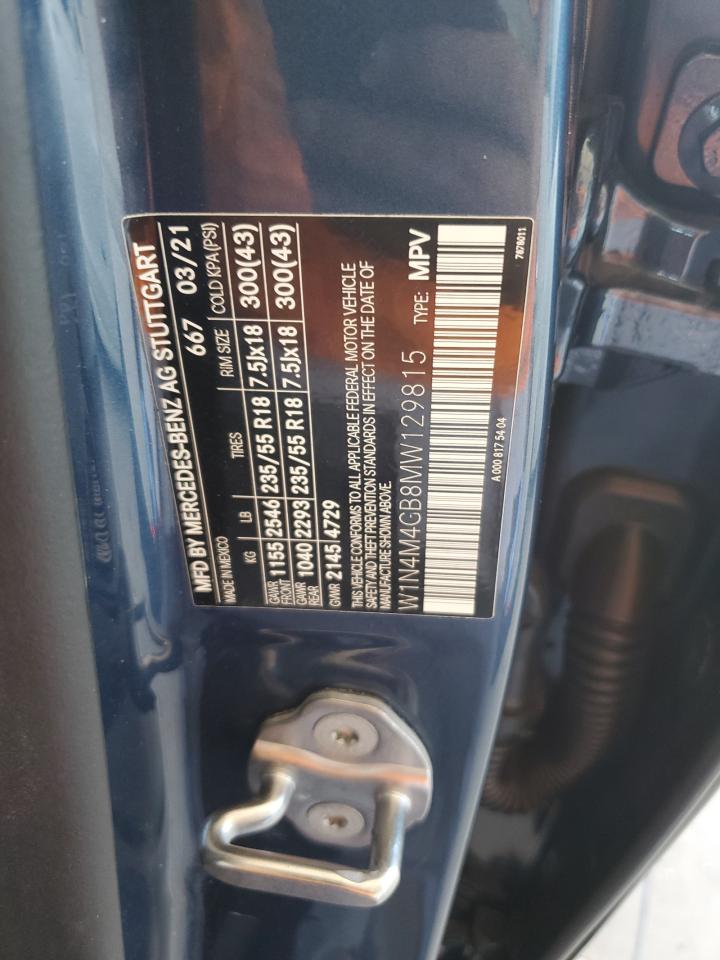 MFD BY MERCEDES-BENZ AG STUTTGART
MADE IN MEXICO 667 03/21
KG LB TIRES RIM SIZE COLD KPA (PSI)
GAWR FRONT 1155 2546 235/55 R18 7.5Jx18 300(43)
GAWR REAR 1040 2293 235/55 R18 7.5Jx18 300(43)
GVWR 2145 4729
THIS VEHICLE CONFORMS TO ALL APPLICABLE FEDERAL MOTOR VEHICLE
SAFETY AND THEFT PREVENTION STANDARDS IN EFFECT ON THE DATE OF
MANUFACTURE SHOWN ABOVE.
W1N4M4GB8MW129815 TYPE: MPV
A 000 817 54 04 7678011